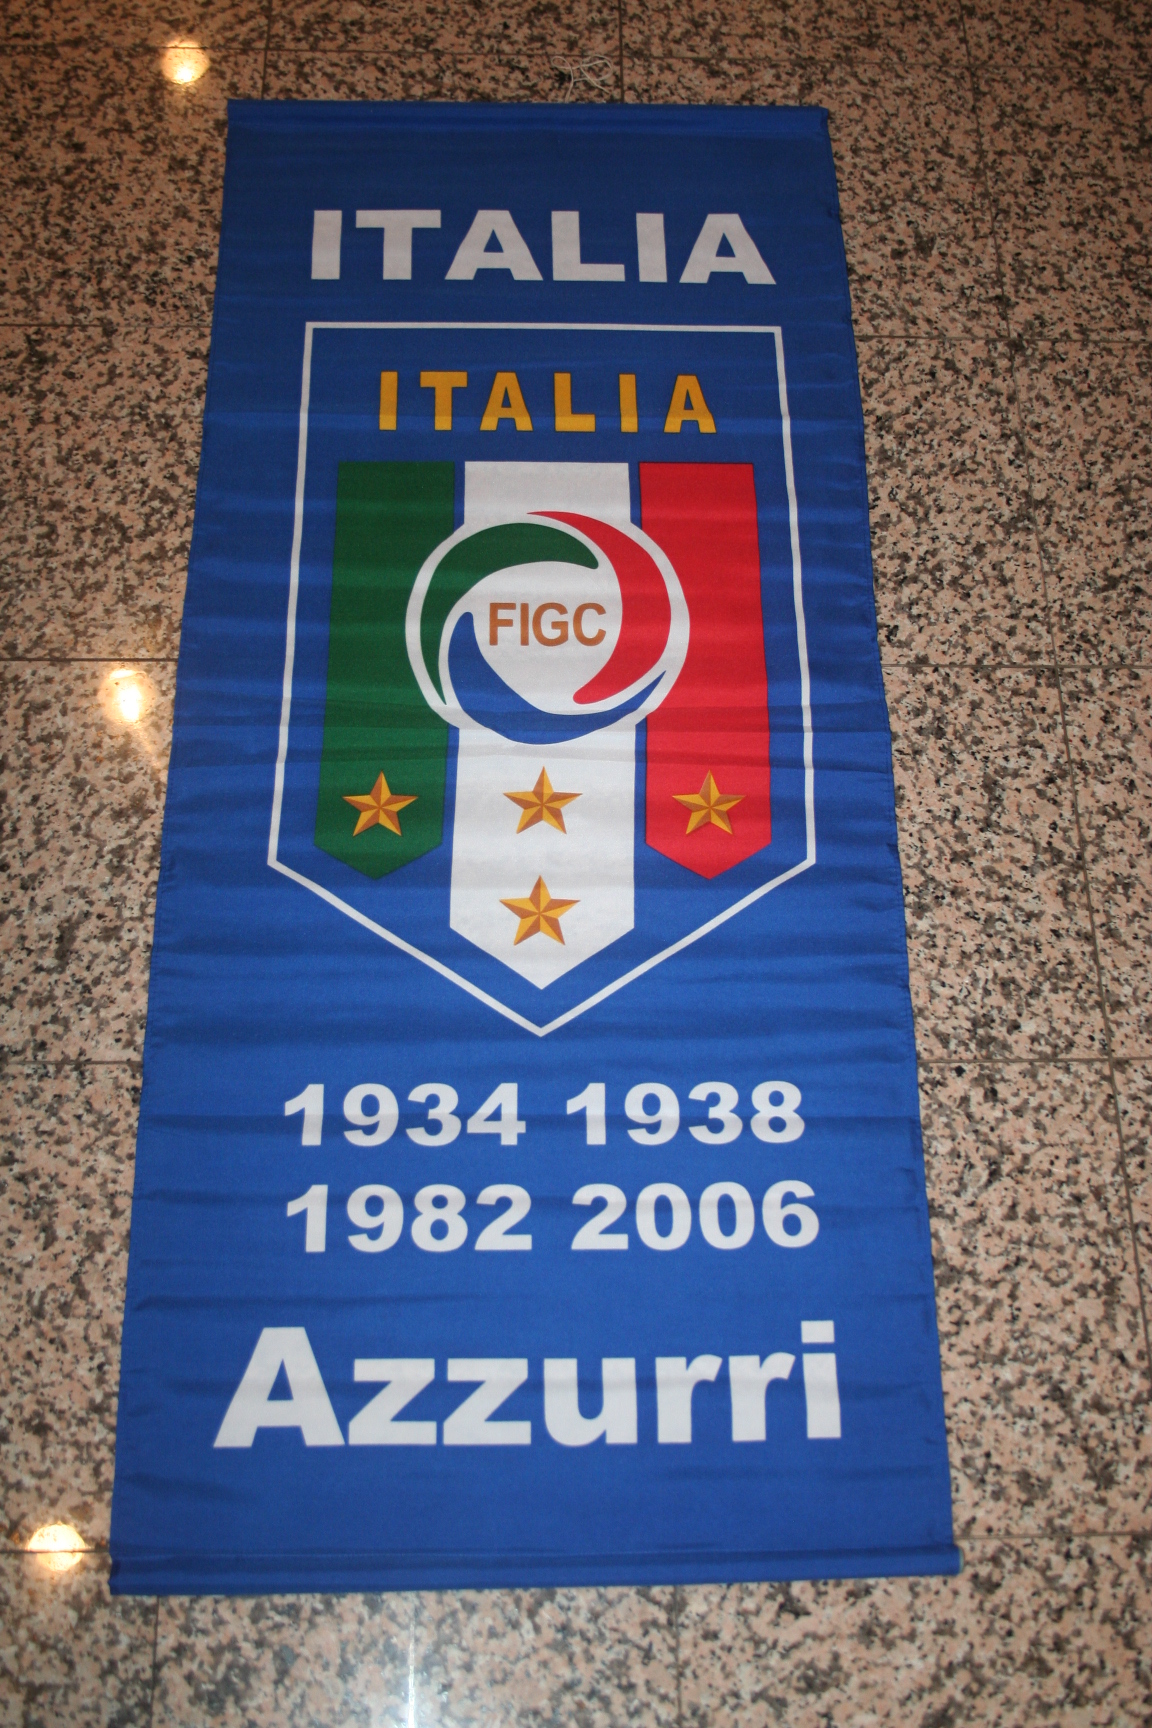 ITALIA
ITALIA
FIGC
1934 1938
1982 2006
Azzurri